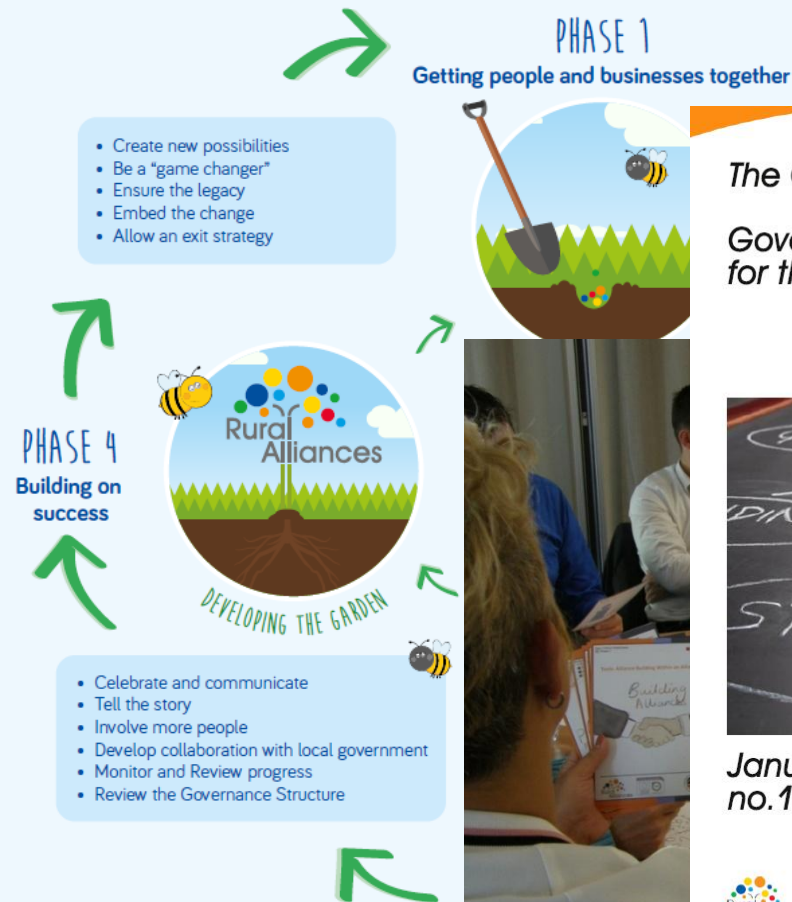 PHASE 1
Getting people and businesses together
• Create new possibilities
• Be a "game changer"
• Ensure the legacy
• Embed the change
• Allow an exit strategy
The
Gove
for th
Rural
Alliances
PHASE 4
Building on
success
DEVELOPING THE GARDEN
Building
Alliance
• Celebrate and communicate
• Tell the story
• Involve more people
• Develop collaboration with local government
• Monitor and Review progress
• Review the Governance Structure
Janu
no.1